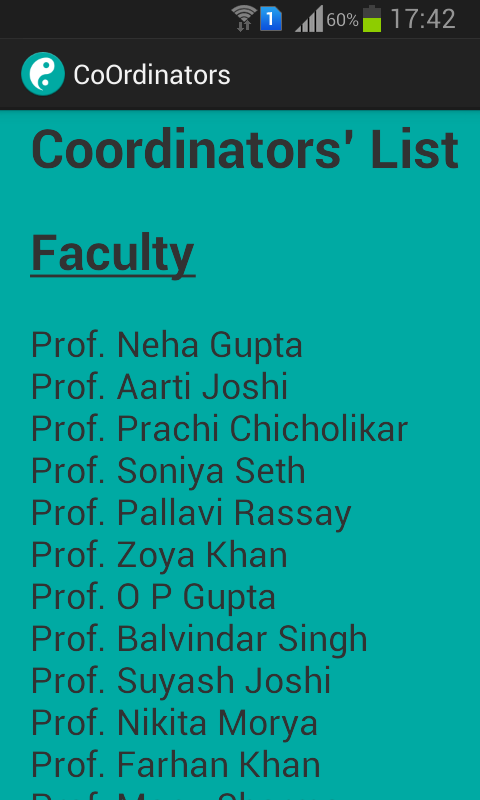 1 60% 17:42
CoOrdinators
Coordinators' List
Faculty
Prof. Neha Gupta
Prof. Aarti Joshi
Prof. Prachi Chicholikar
Prof. Soniya Seth
Prof. Pallavi Rassay
Prof. Zoya Khan
Prof. O P Gupta
Prof. Balvindar Singh
Prof. Suyash Joshi
Prof. Nikita Morya
Prof. Farhan Khan
Prof.